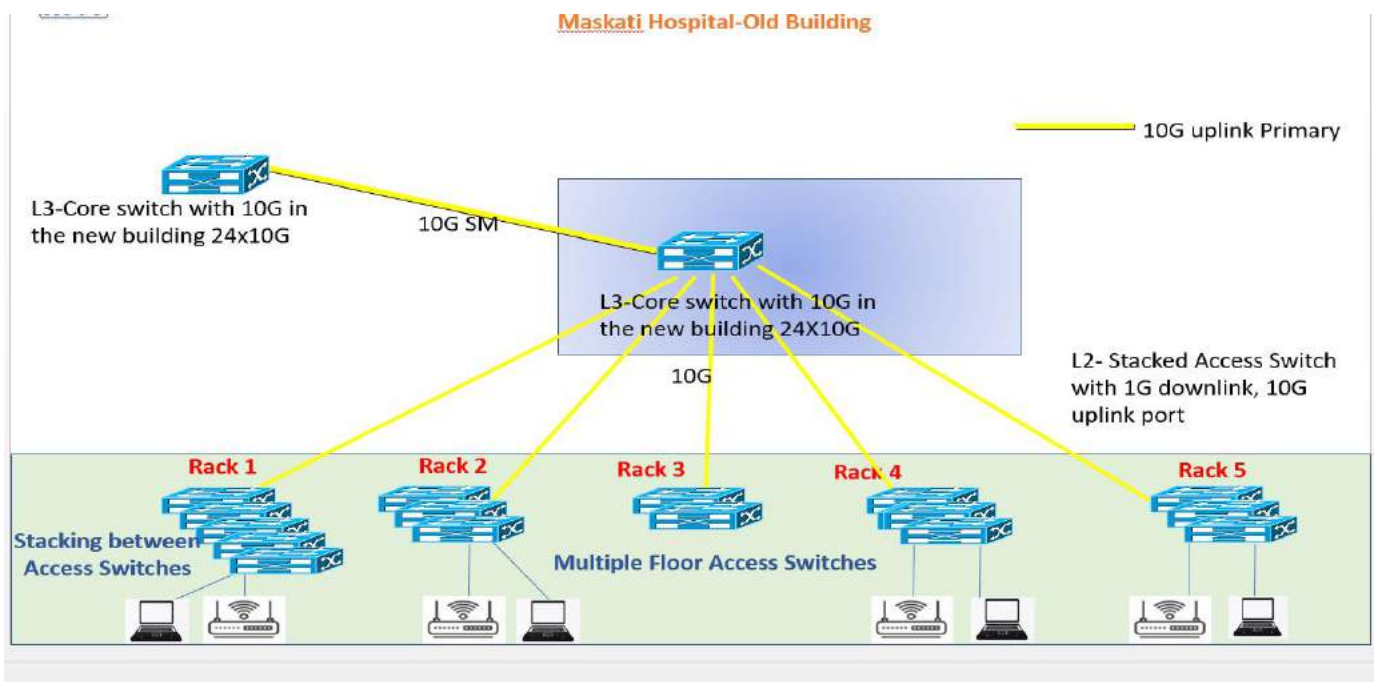 Maskati Hospital-Old Building
10G uplink Primary
L3-Core switch with 10G in
the new building 24x10G
10G SM
L3-Core switch with 10G in
the new building 24X10G
10G
L2- Stacked Access Switch
with 1G downlink, 10G
uplink port
Rack 1
Rack 2
Rack 3
Rack 4
Rack 5
Stacking between
Access Switches
Multiple Floor Access Switches